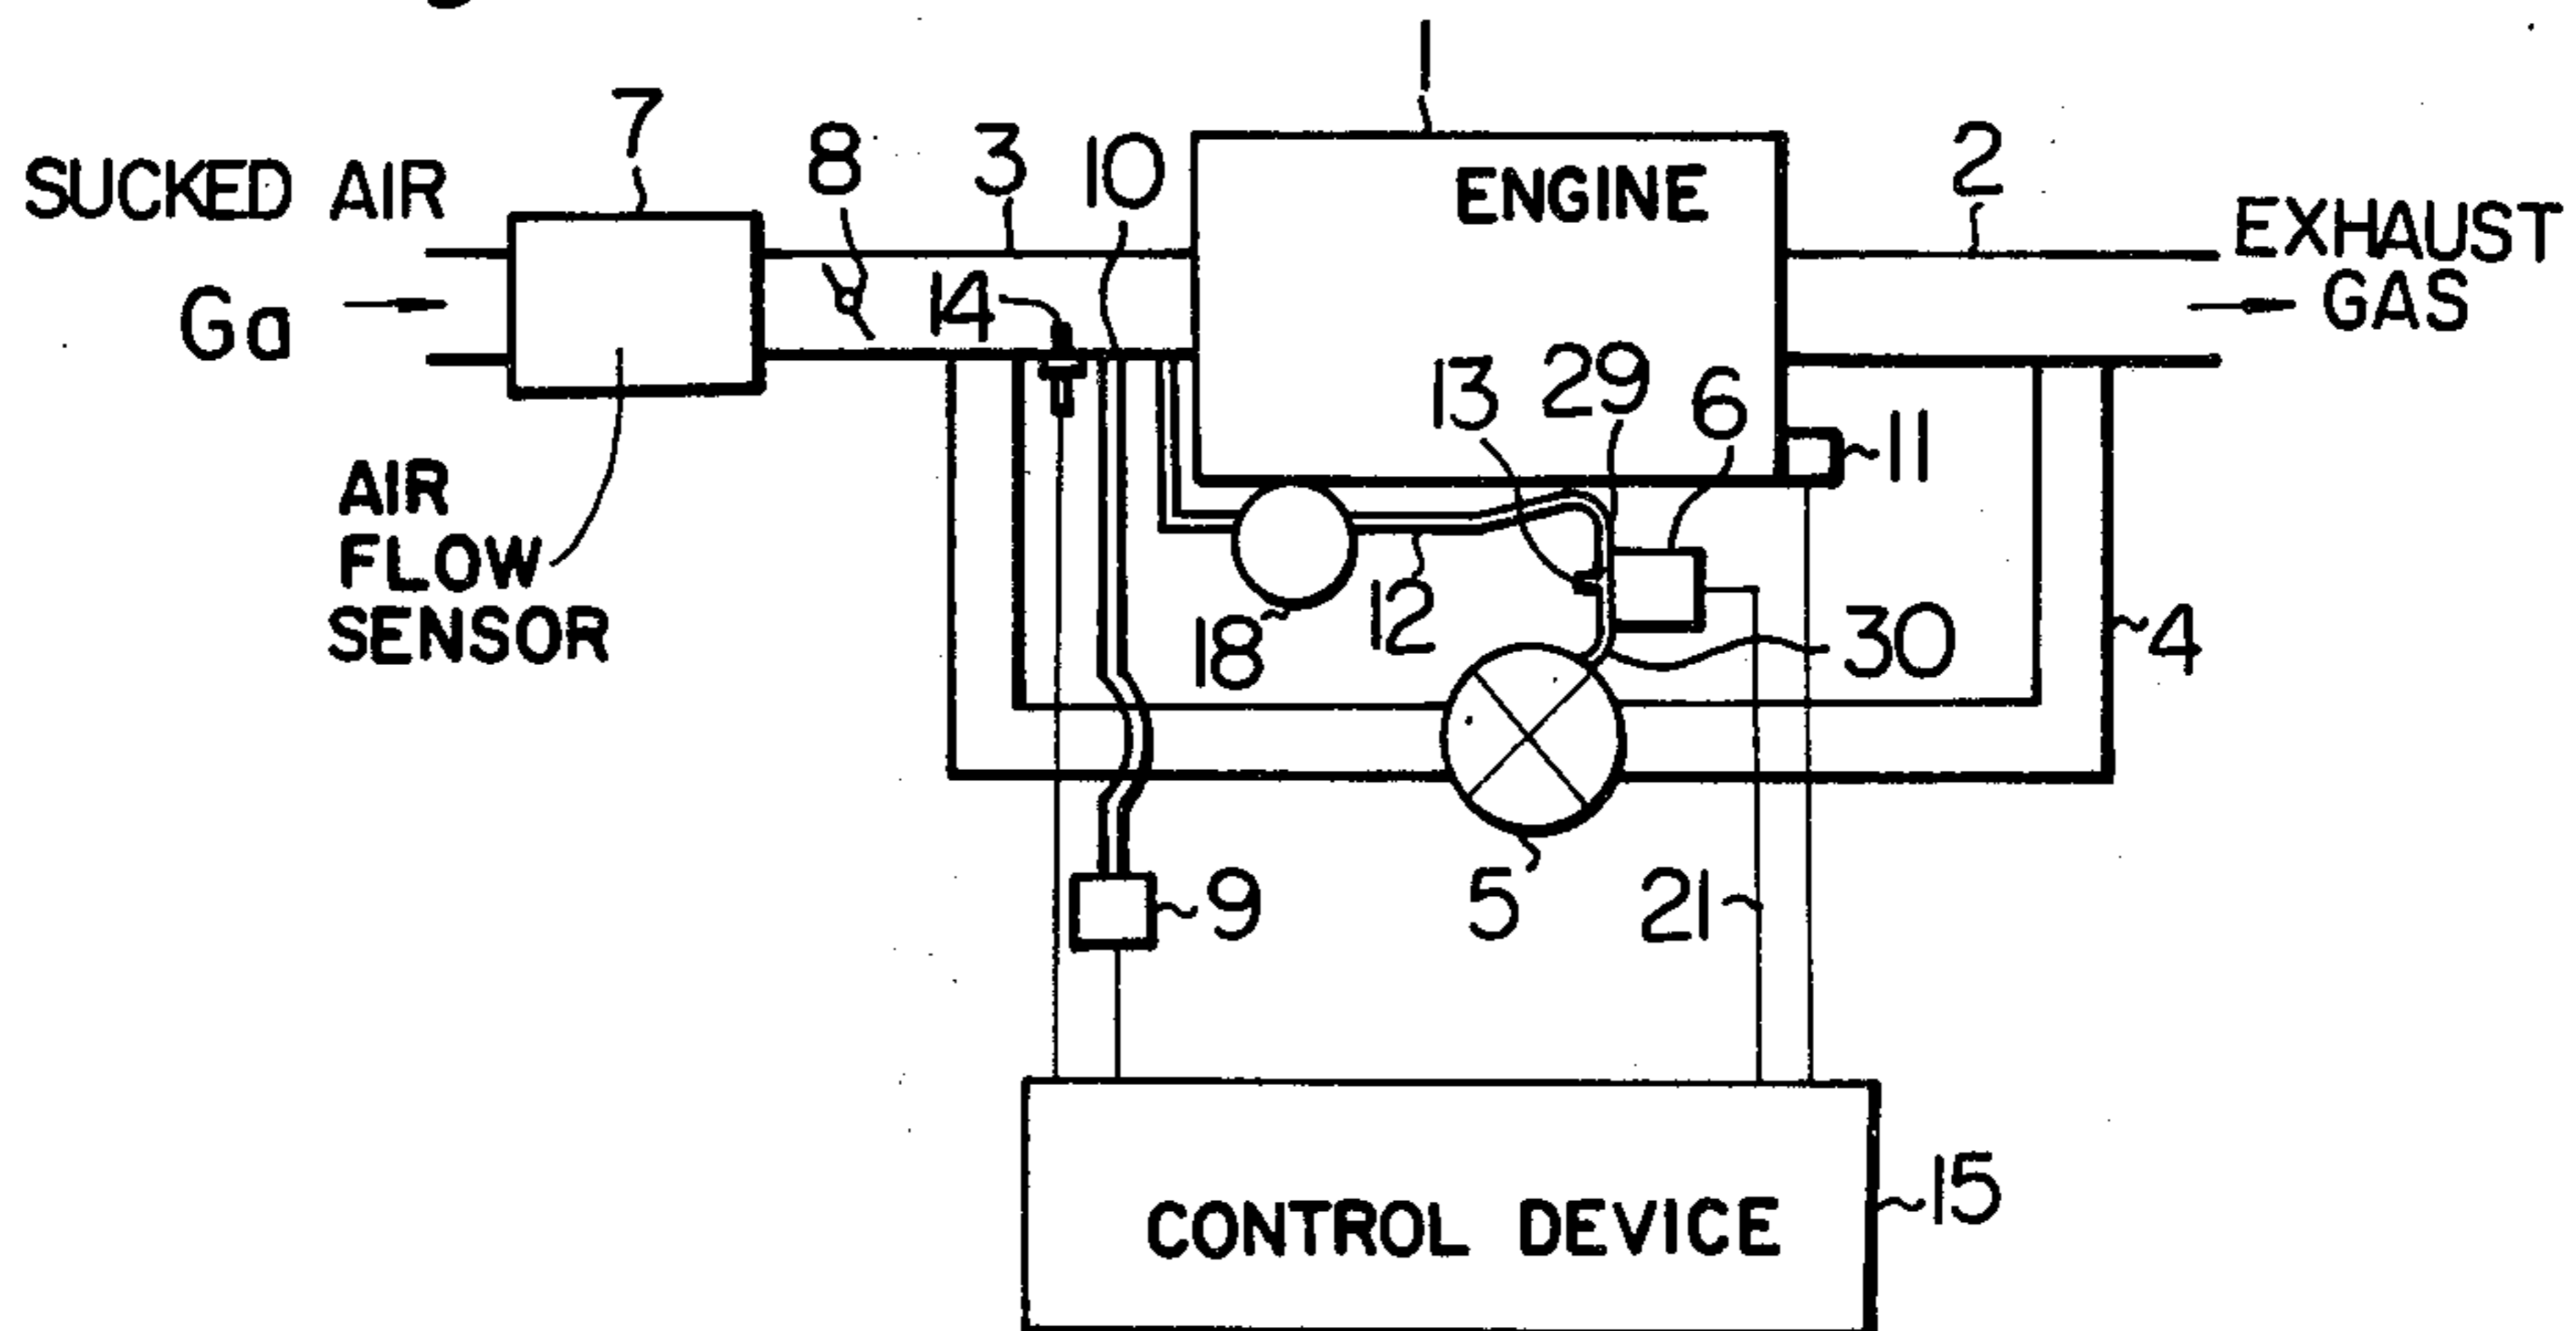 1
7
8
3
10
2
SUCKED AIR
ENGINE
EXHAUST
GAS
Ga
14
13
29
6
11
AIR
FLOW
SENSOR
18
12
30
4
9
5
21
15
CONTROL DEVICE